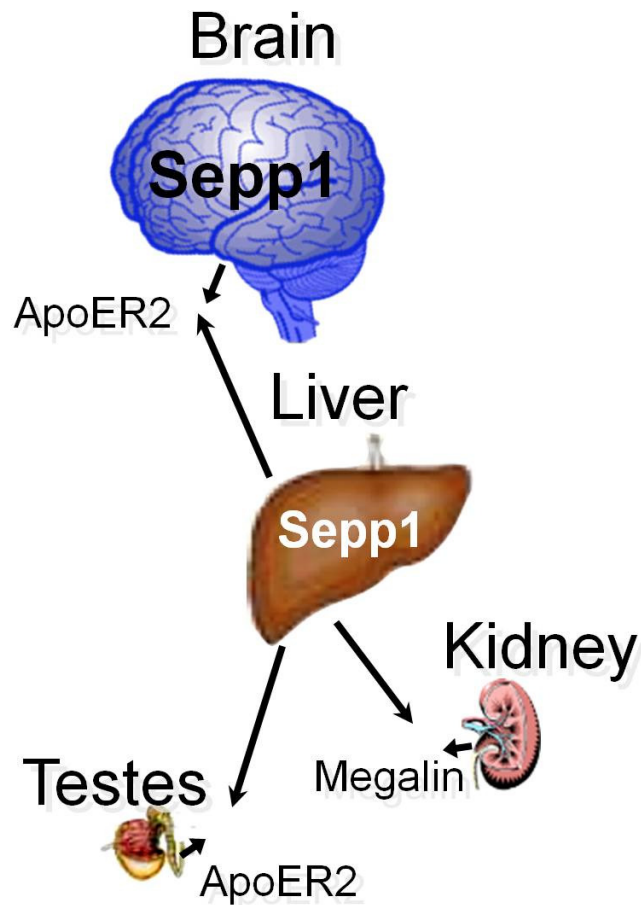 Brain
Sepp1
ApoER2
Liver
Sepp1
Kidney
Megalin
Testes
ApoER2